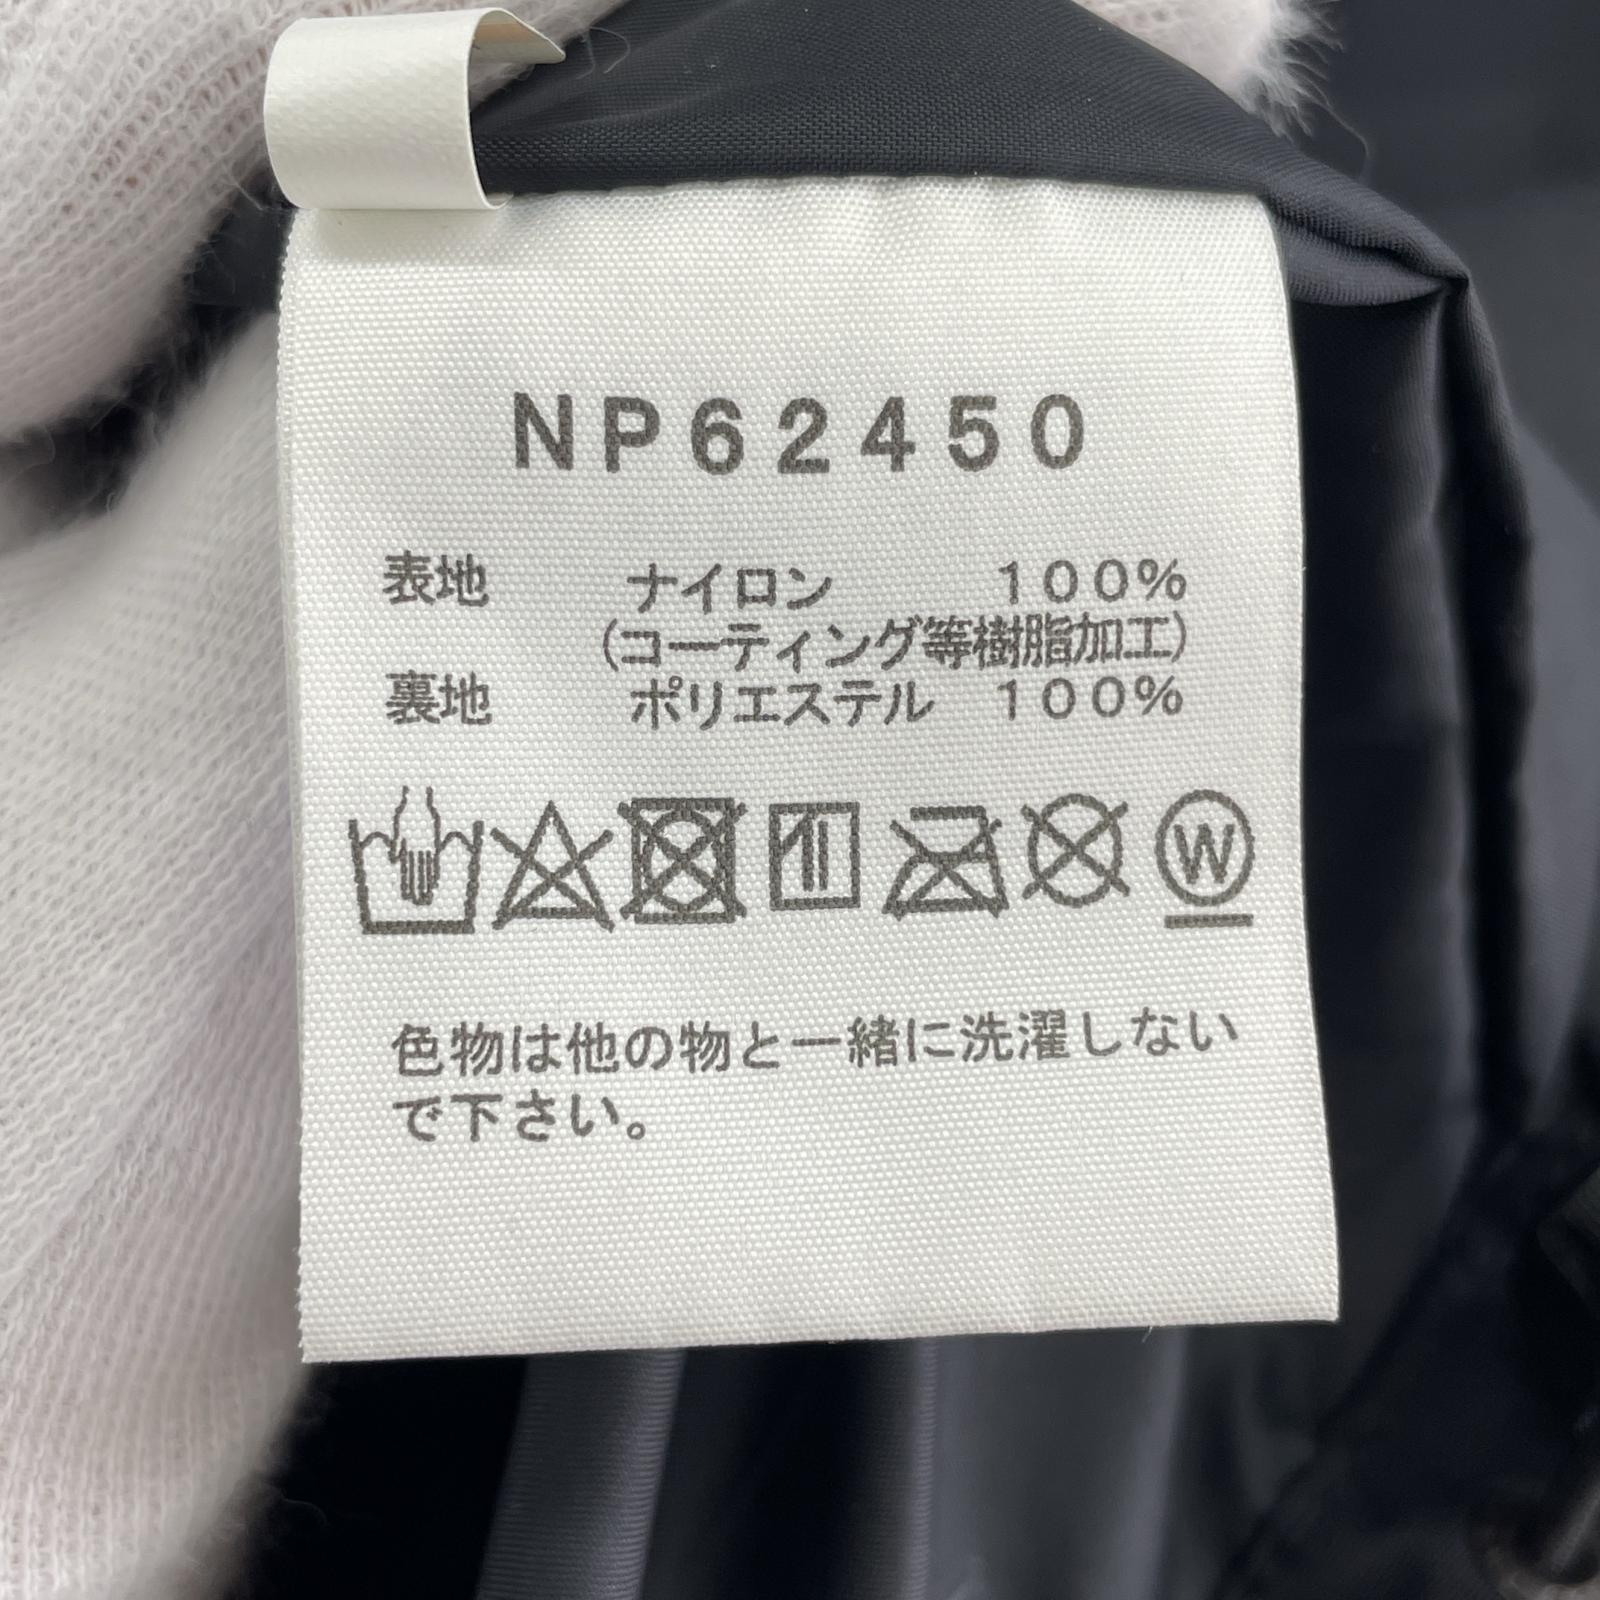 NP62450
表地 ナイロン 100%
(コーティング等樹脂加工)
裏地 ポリエステル 100%
W
色物は他の物と一緒に洗濯しない
で下さい。